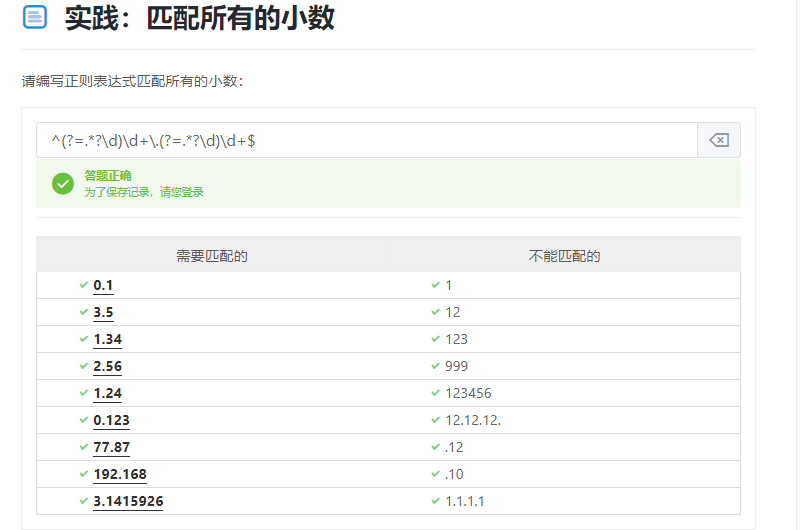 实践：匹配所有的小数
请编写正则表达式匹配所有的小数：
^(?=.*?\d)\d+\.(?=.*?\d)\d+$
答题正确
为了保存记录，请您登录
需要匹配的 不能匹配的
0.1 1
3.5 12
1.34 123
2.56 999
1.24 123456
0.123 12.12.12.
77.87 .12
192.168 .10
3.1415926 1.1.1.1